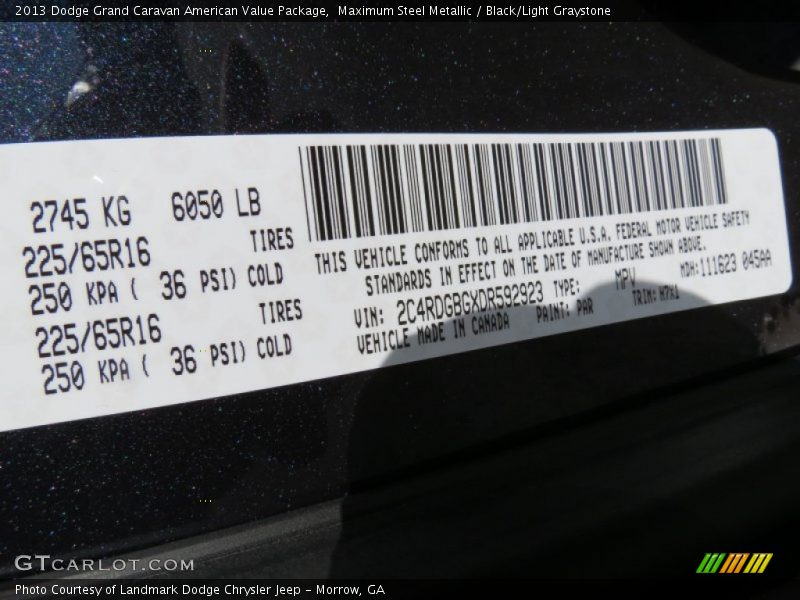 2013 Dodge Grand Caravan American Value Package,  Maximum Steel Metallic / Black/Light Graystone
2745 KG 6050 LB
225/65R16 TIRES
250 KPA ( 36 PSI) COLD
225/65R16 TIRES
250 KPA ( 36 PSI) COLD
THIS VEHICLE CONFORMS TO ALL APPLICABLE U.S.A. FEDERAL MOTOR VEHICLE SAFETY
STANDARDS IN EFFECT ON THE DATE OF MANUFACTURE SHOWN ABOVE.
VIN: 2C4RDGBGXDR592923 TYPE: MPV MDH:111623 045AA
VEHICLE MADE IN CANADA PAINT: PAR TRIM:H7X1
GTCARLOT.COM
Photo Courtesy of Landmark Dodge Chrysler Jeep – Morrow, GA